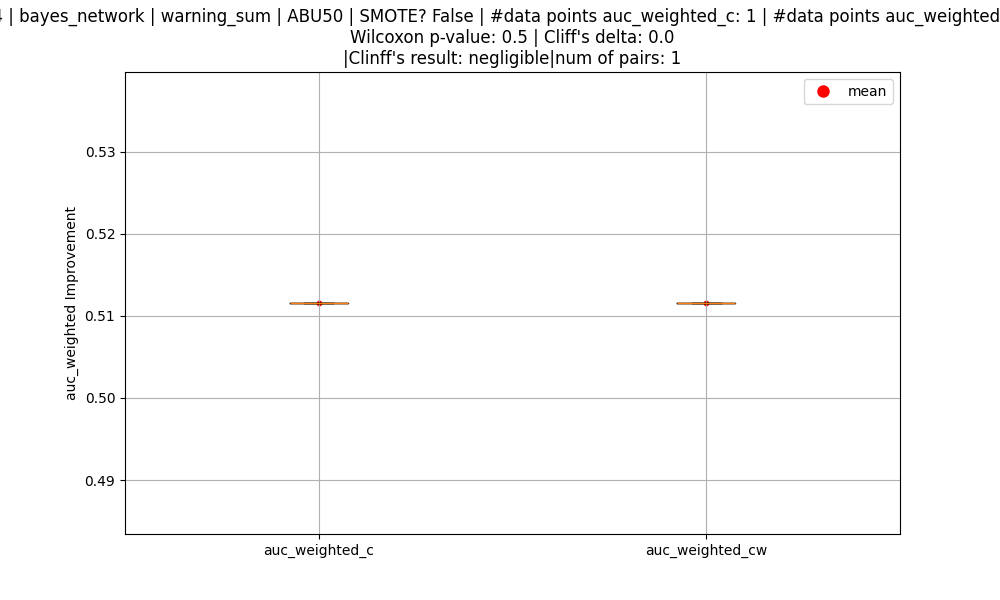 | bayes_network | warning_sum | ABU50 | SMOTE? False | #data points auc_weighted_c: 1 | #data points auc_weighted
Wilcoxon p-value: 0.5 | Cliff's delta: 0.0
|Clinff's result: negligible|num of pairs: 1
mean
0.53
0.52
0.51
0.50
0.49
auc_weighted Improvement
auc_weighted_c
auc_weighted_cw